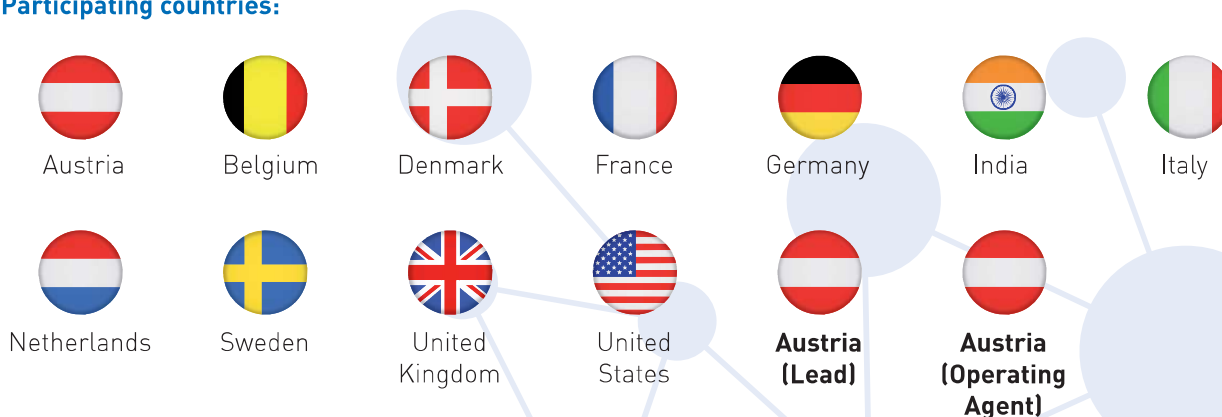 Participating countries:
Austria
Belgium
Denmark
France
Germany
India
Italy
Netherlands
Sweden
United
Kingdom
United
States
Austria
(Lead)
Austria
(Operating
Agent)